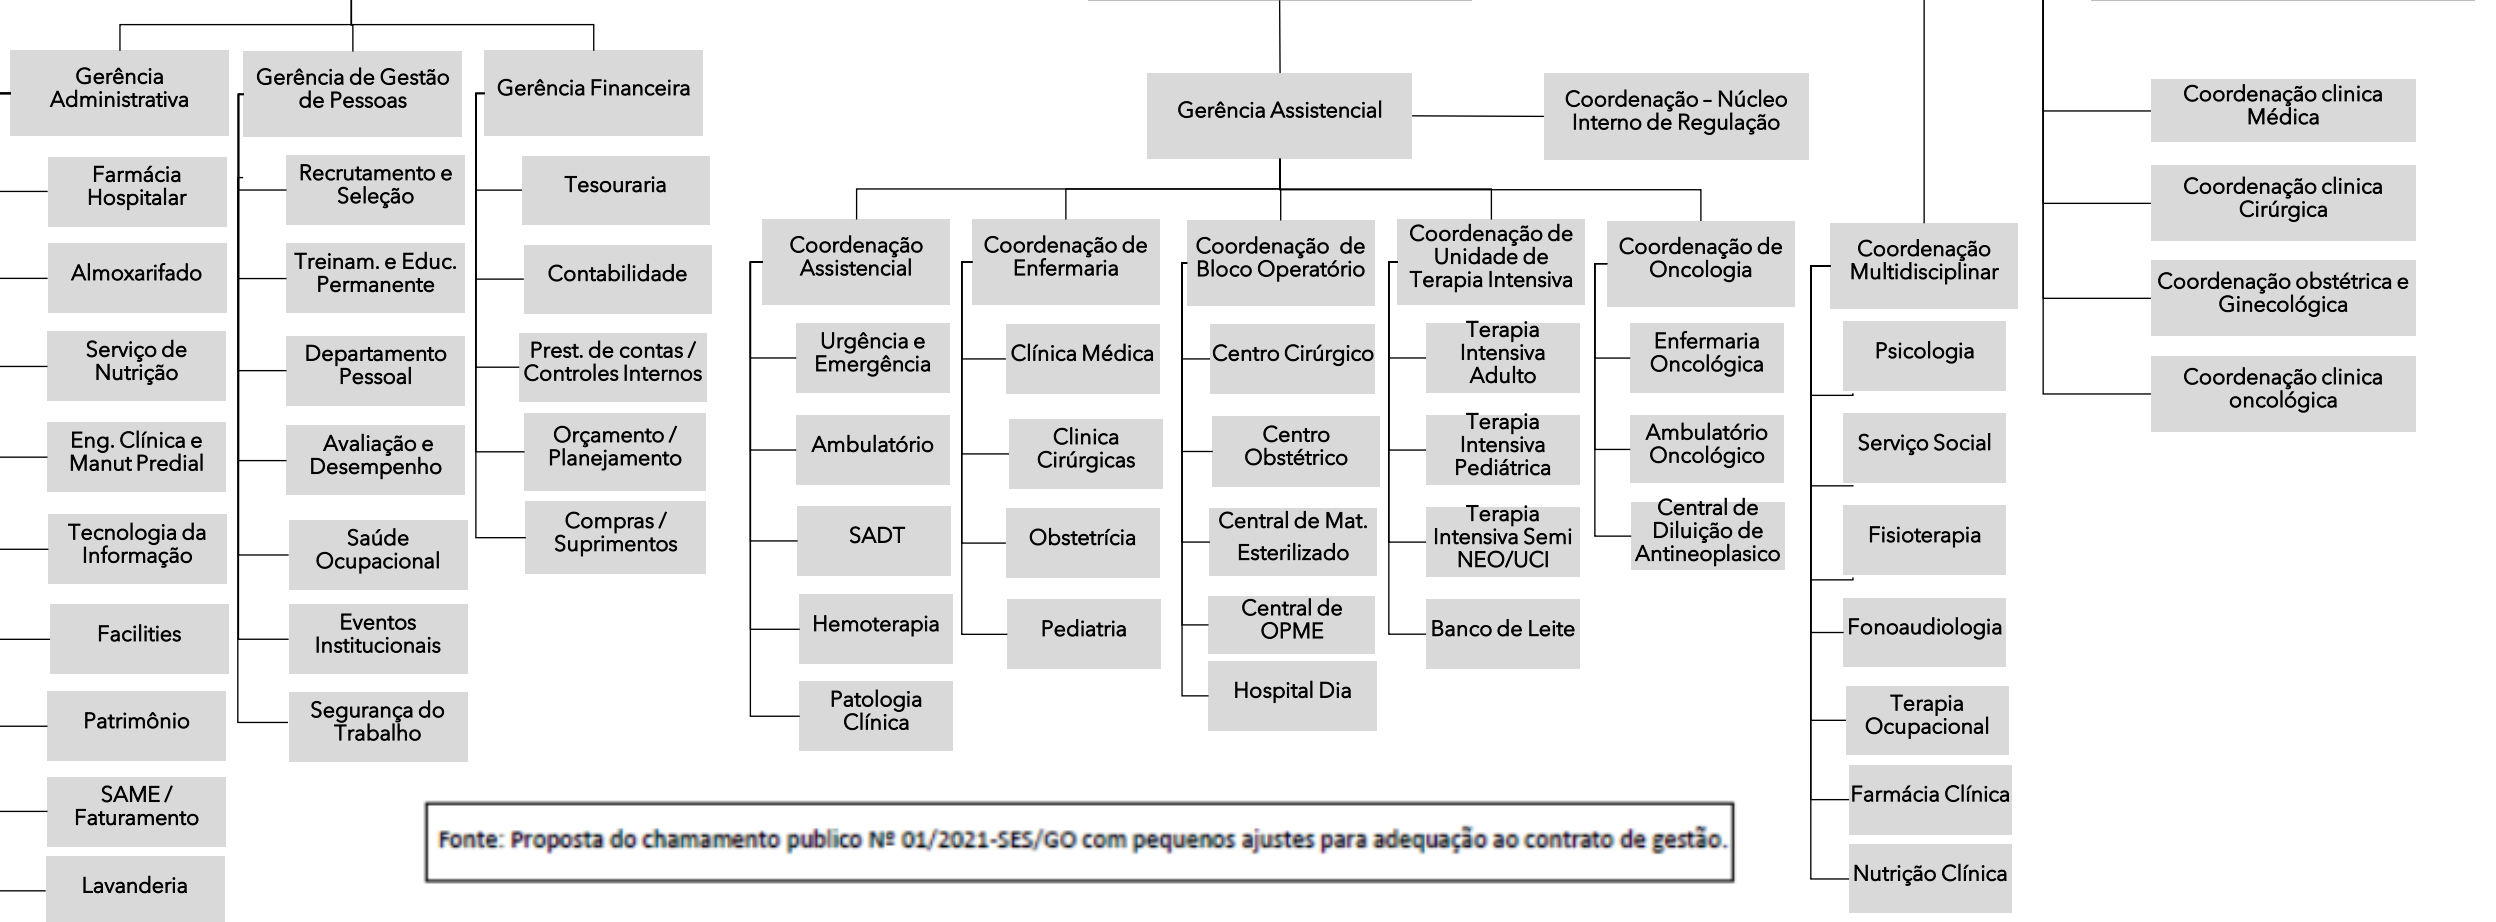 Gerência
Administrativa
Farmácia
Hospitalar
Almoxarifado
Serviço de
Nutrição
Eng. Clínica e
Manut Predial
Tecnologia da
Informação
Facilities
Patrimônio
SAME /
Faturamento
Lavanderia
Gerência de Gestão
de Pessoas
Recrutamento e
Seleção
Treinam. e Educ.
Permanente
Departamento
Pessoal
Avaliação e
Desempenho
Saúde
Ocupacional
Eventos
Institucionais
Segurança do
Trabalho
Gerência Financeira
Tesouraria
Contabilidade
Prest. de contas /
Controles Internos
Orçamento /
Planejamento
Compras /
Suprimentos
Gerência Assistencial
Coordenação – Núcleo
Interno de Regulação
Coordenação
Assistencial
Urgência e
Emergência
Ambulatório
SADT
Hemoterapia
Patologia
Clínica
Coordenação de
Enfermaria
Clínica Médica
Clinica
Cirúrgicas
Obstetrícia
Pediatria
Coordenação de
Bloco Operatório
Centro Cirúrgico
Centro
Obstétrico
Central de Mat.
Esterilizado
Central de
OPME
Hospital Dia
Coordenação de
Unidade de
Terapia Intensiva
Terapia
Intensiva
Adulto
Terapia
Intensiva
Pediátrica
Terapia
Intensiva Semi
NEO/UCI
Banco de Leite
Coordenação de
Oncologia
Enfermaria
Oncológica
Ambulatório
Oncológico
Central de
Diluição de
Antineoplasico
Coordenação
Multidisciplinar
Psicologia
Serviço Social
Fisioterapia
Fonoaudiologia
Terapia
Ocupacional
Farmácia Clínica
Nutrição Clínica
Coordenação clinica
Médica
Coordenação clinica
Cirúrgica
Coordenação obstétrica e
Ginecológica
Coordenação clinica
oncológica
Fonte: Proposta do chamamento publico Nº 01/2021-SES/GO com pequenos ajustes para adequação ao contrato de gestão.